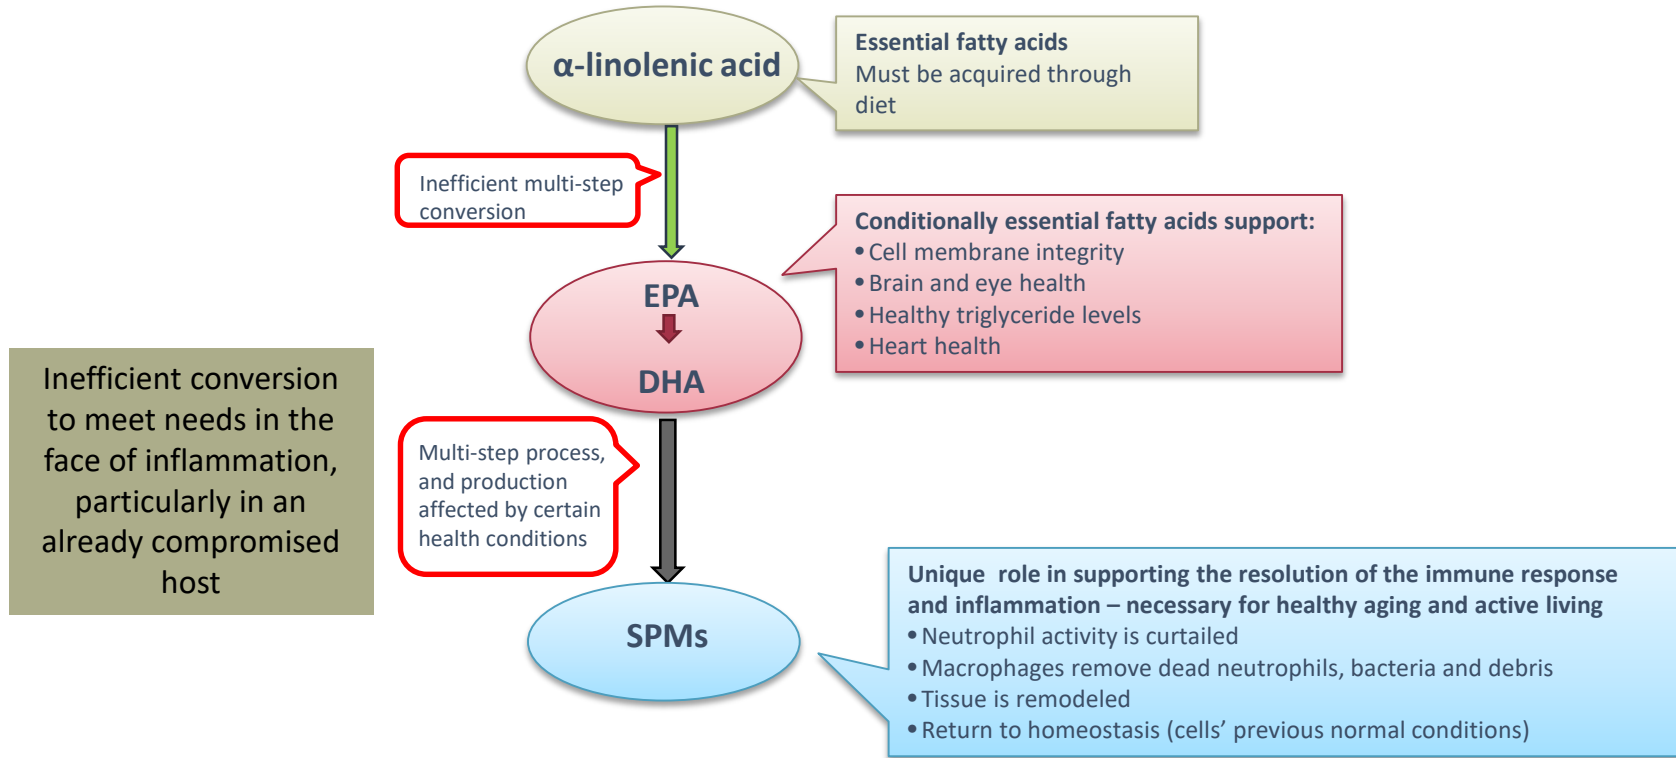 α-linolenic acid
Essential fatty acids
Must be acquired through
diet
Inefficient multi-step
conversion
EPA
DHA
Conditionally essential fatty acids support:
• Cell membrane integrity
• Brain and eye health
• Healthy triglyceride levels
• Heart health
Inefficient conversion
to meet needs in the
face of inflammation,
particularly in an
already compromised
host
Multi-step process,
and production
affected by certain
health conditions
SPMs
Unique role in supporting the resolution of the immune response
and inflammation – necessary for healthy aging and active living
• Neutrophil activity is curtailed
• Macrophages remove dead neutrophils, bacteria and debris
• Tissue is remodeled
• Return to homeostasis (cells’ previous normal conditions)